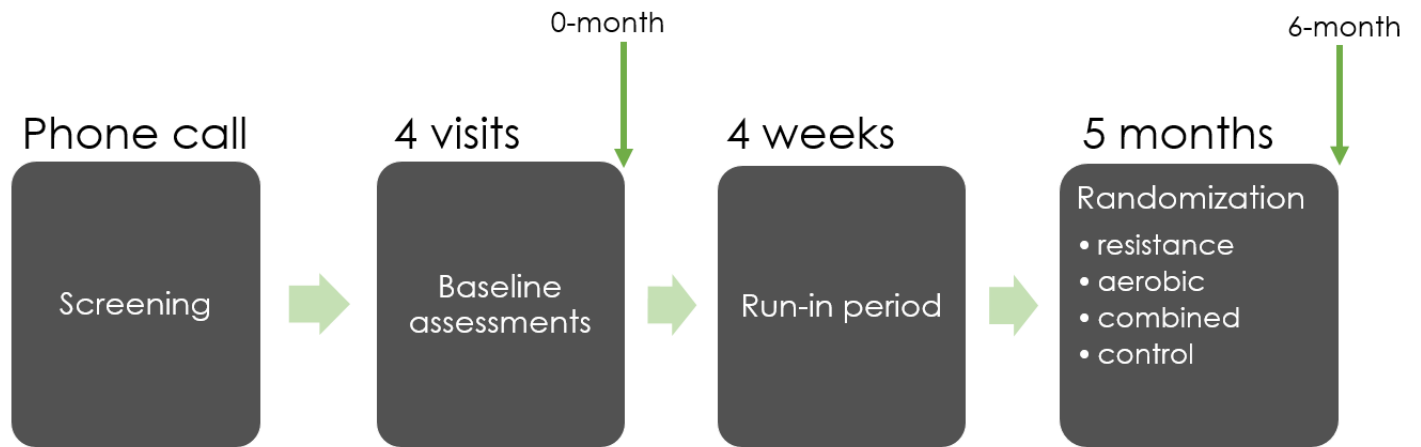 0-month
6-month
Phone call
4 visits
4 weeks
5 months
Screening
Baseline
assessments
Run-in period
Randomization
• resistance
• aerobic
• combined
• control